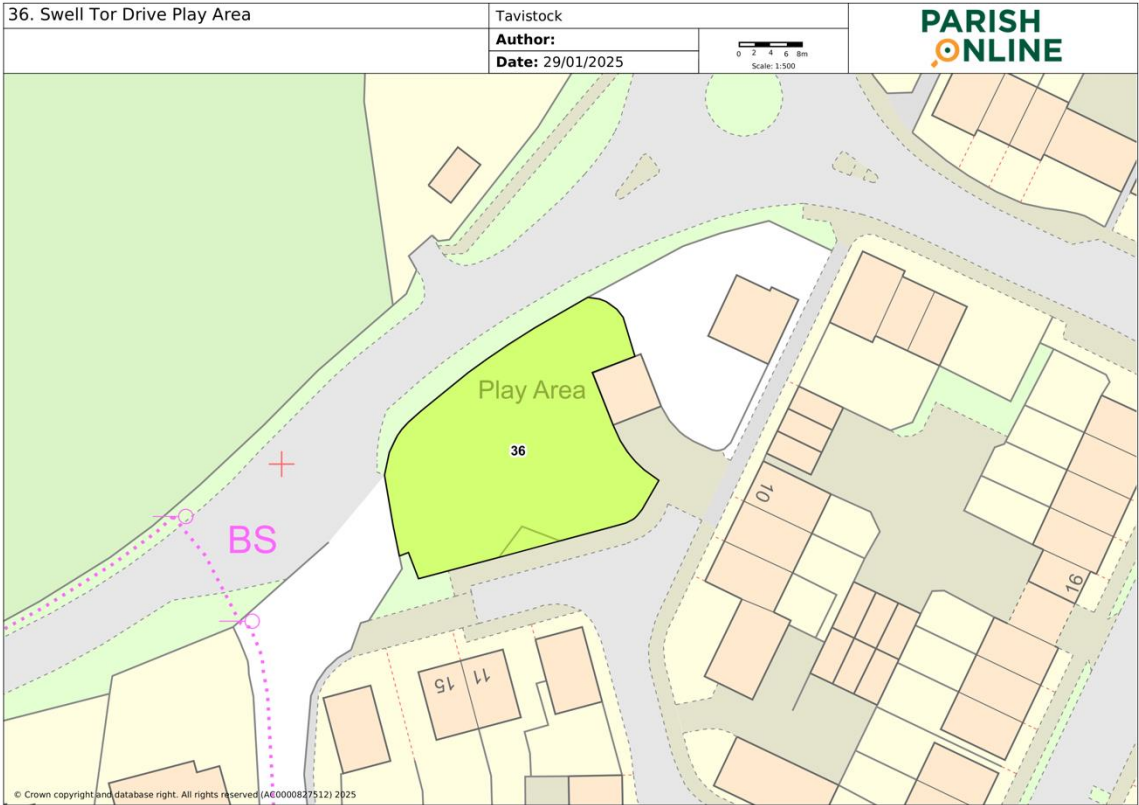 36. Swell Tor Drive Play Area
Tavistock
Author:
Date: 29/01/2025
0 2 4 6 8m
Scale: 1:500
PARISH
ONLINE
Play Area
36
BS
10
16
15 11
© Crown copyright and database right. All rights reserved (AC0000827512) 2025